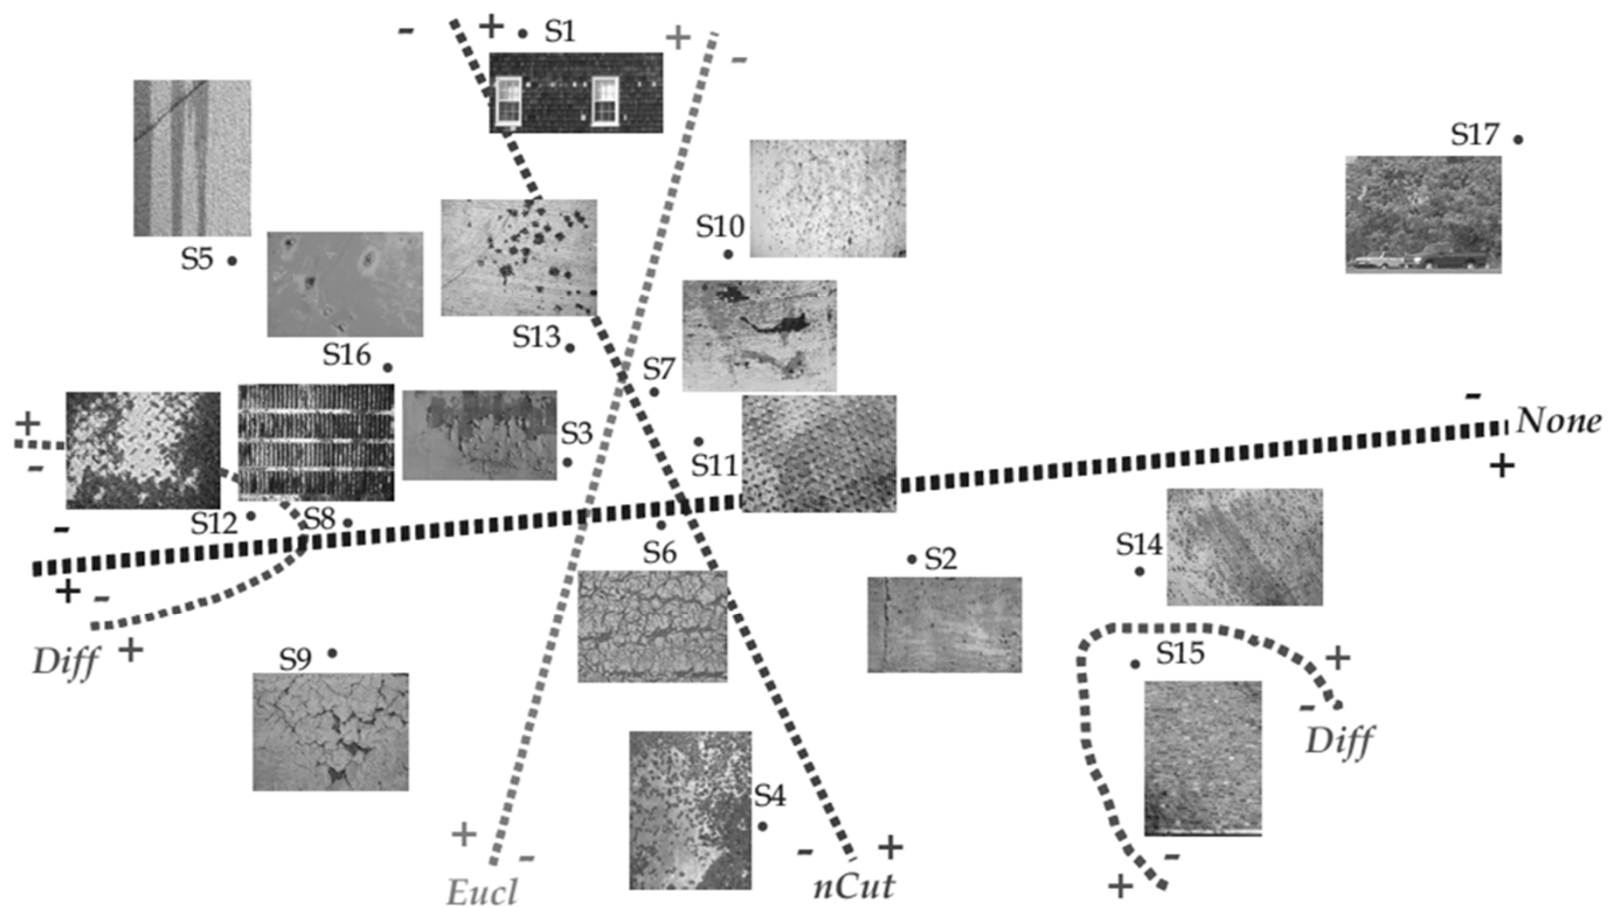 - + S1 + -
S17
S10
S5
S13
S16 S7
+ S3 - None
- S11 +
S12 S8
-
S6 S2 S14
+ -
Diff + S9 S15 +
- Diff
S4
+ - - + -
Eucl nCut +